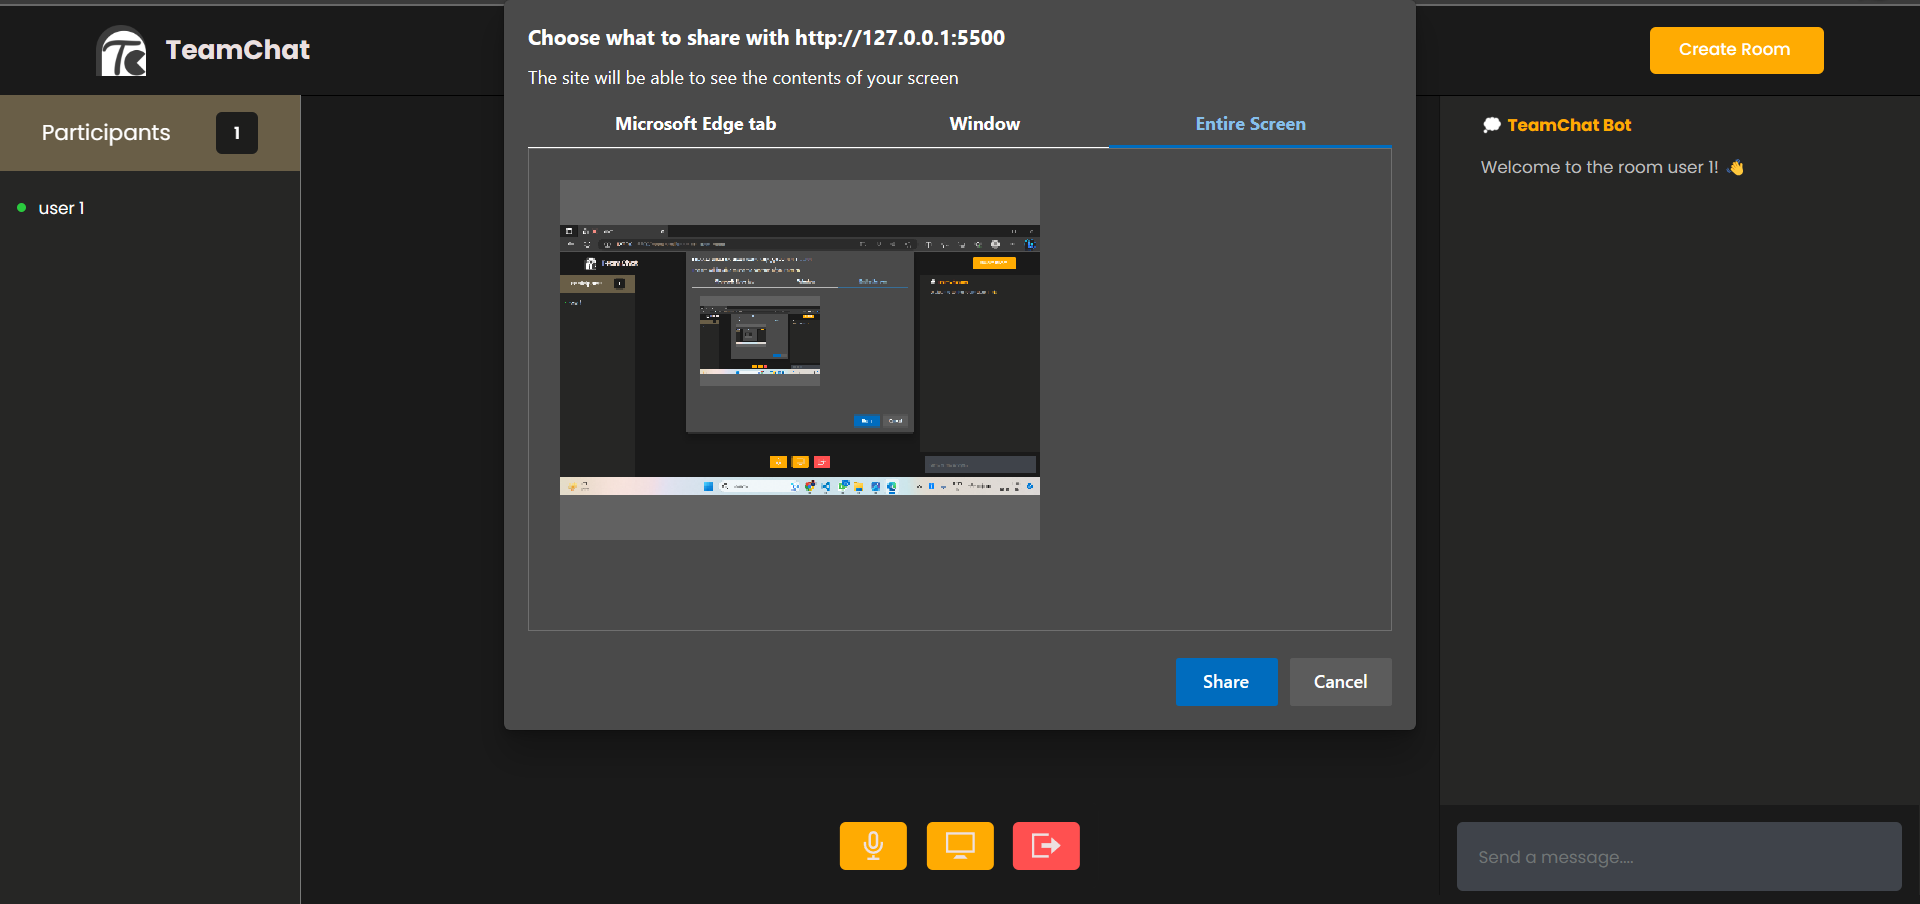 TeamChat
Create Room
Participants
1
user 1
Choose what to share with http://127.0.0.1:5500
The site will be able to see the contents of your screen
Microsoft Edge tab
Window
Entire Screen
Share
Cancel
TeamChat Bot
Welcome to the room user 1! 👋
Send a message....